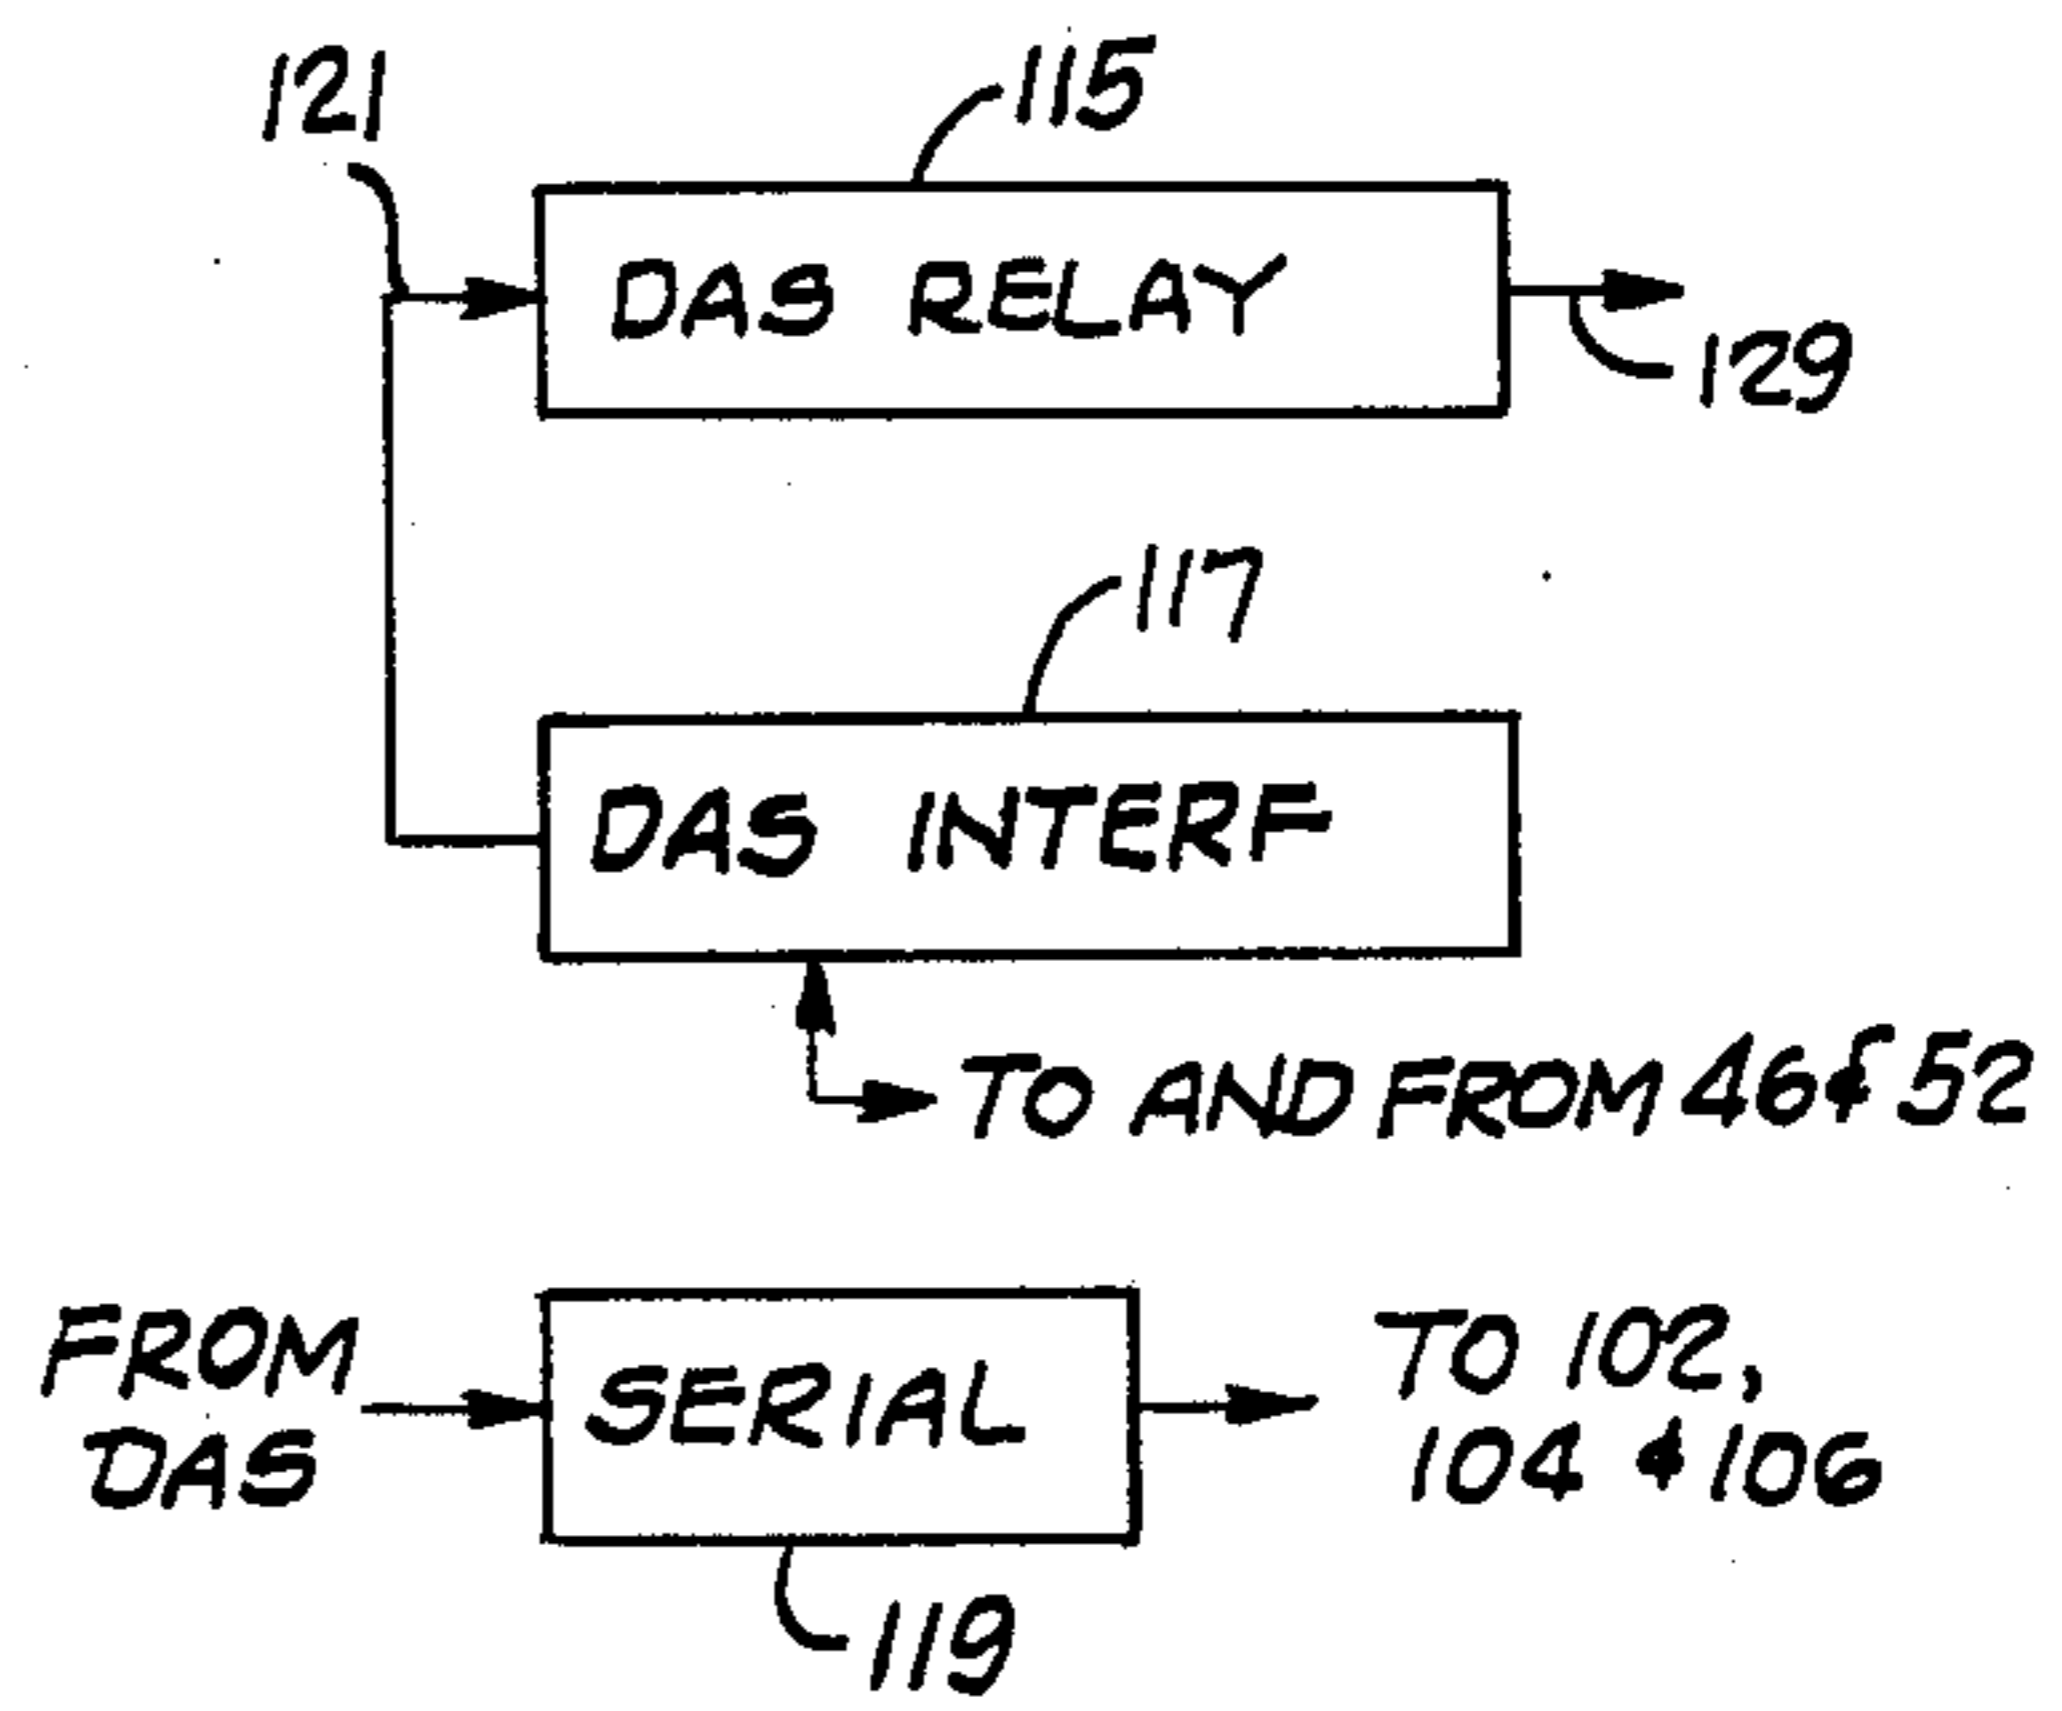 121
115
DAS RELAY
129
117
DAS INTERF
TO AND FROM 46 & 52
FROM
DAS
SERIAL
TO 102,
104 & 106
119